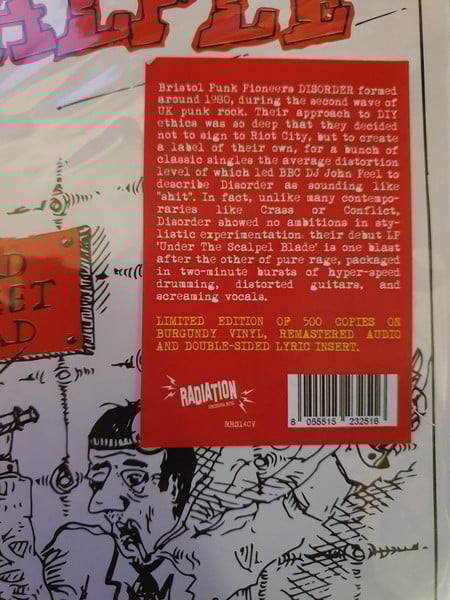 Bristol Punk Pioneers DISORDER formed
around 1980, during the second wave of
UK punk rock. Their approach to DIY
ethics was so deep that they decided
not to sign to Riot City, but to create
a label of their own, for a bunch of
classic singles the average distortion
level of which led BBC DJ John Peel to
describe Disorder as sounding like
"shit". In fact, unlike many contempo-
raries like Crass or Conflict,
Disorder showed no ambitions in sty-
listic experimentation: their debut LP
'Under The Scalpel Blade' is one blast
after the other of pure rage, packaged
in two-minute bursts of hyper-speed
drumming, distorted guitars, and
screaming vocals.
LIMITED EDITION OF 500 COPIES ON
BURGUNDY VINYL, REMASTERED AUDIO
AND DOUBLE-SIDED LYRIC INSERT.
RADIATION
RRS140V
8 055515 232516